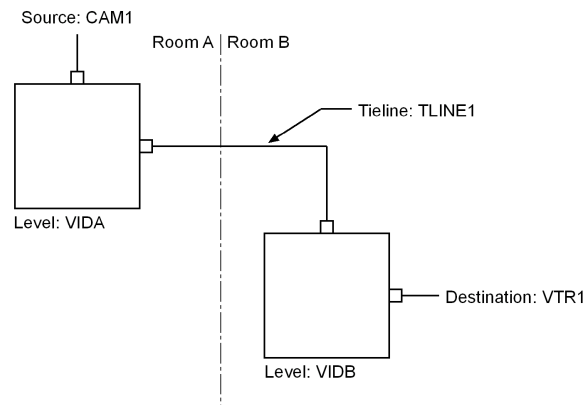 Source: CAM1
Room A
Room B
Tieline: TLINE1
Level: VIDA
Destination: VTR1
Level: VIDB